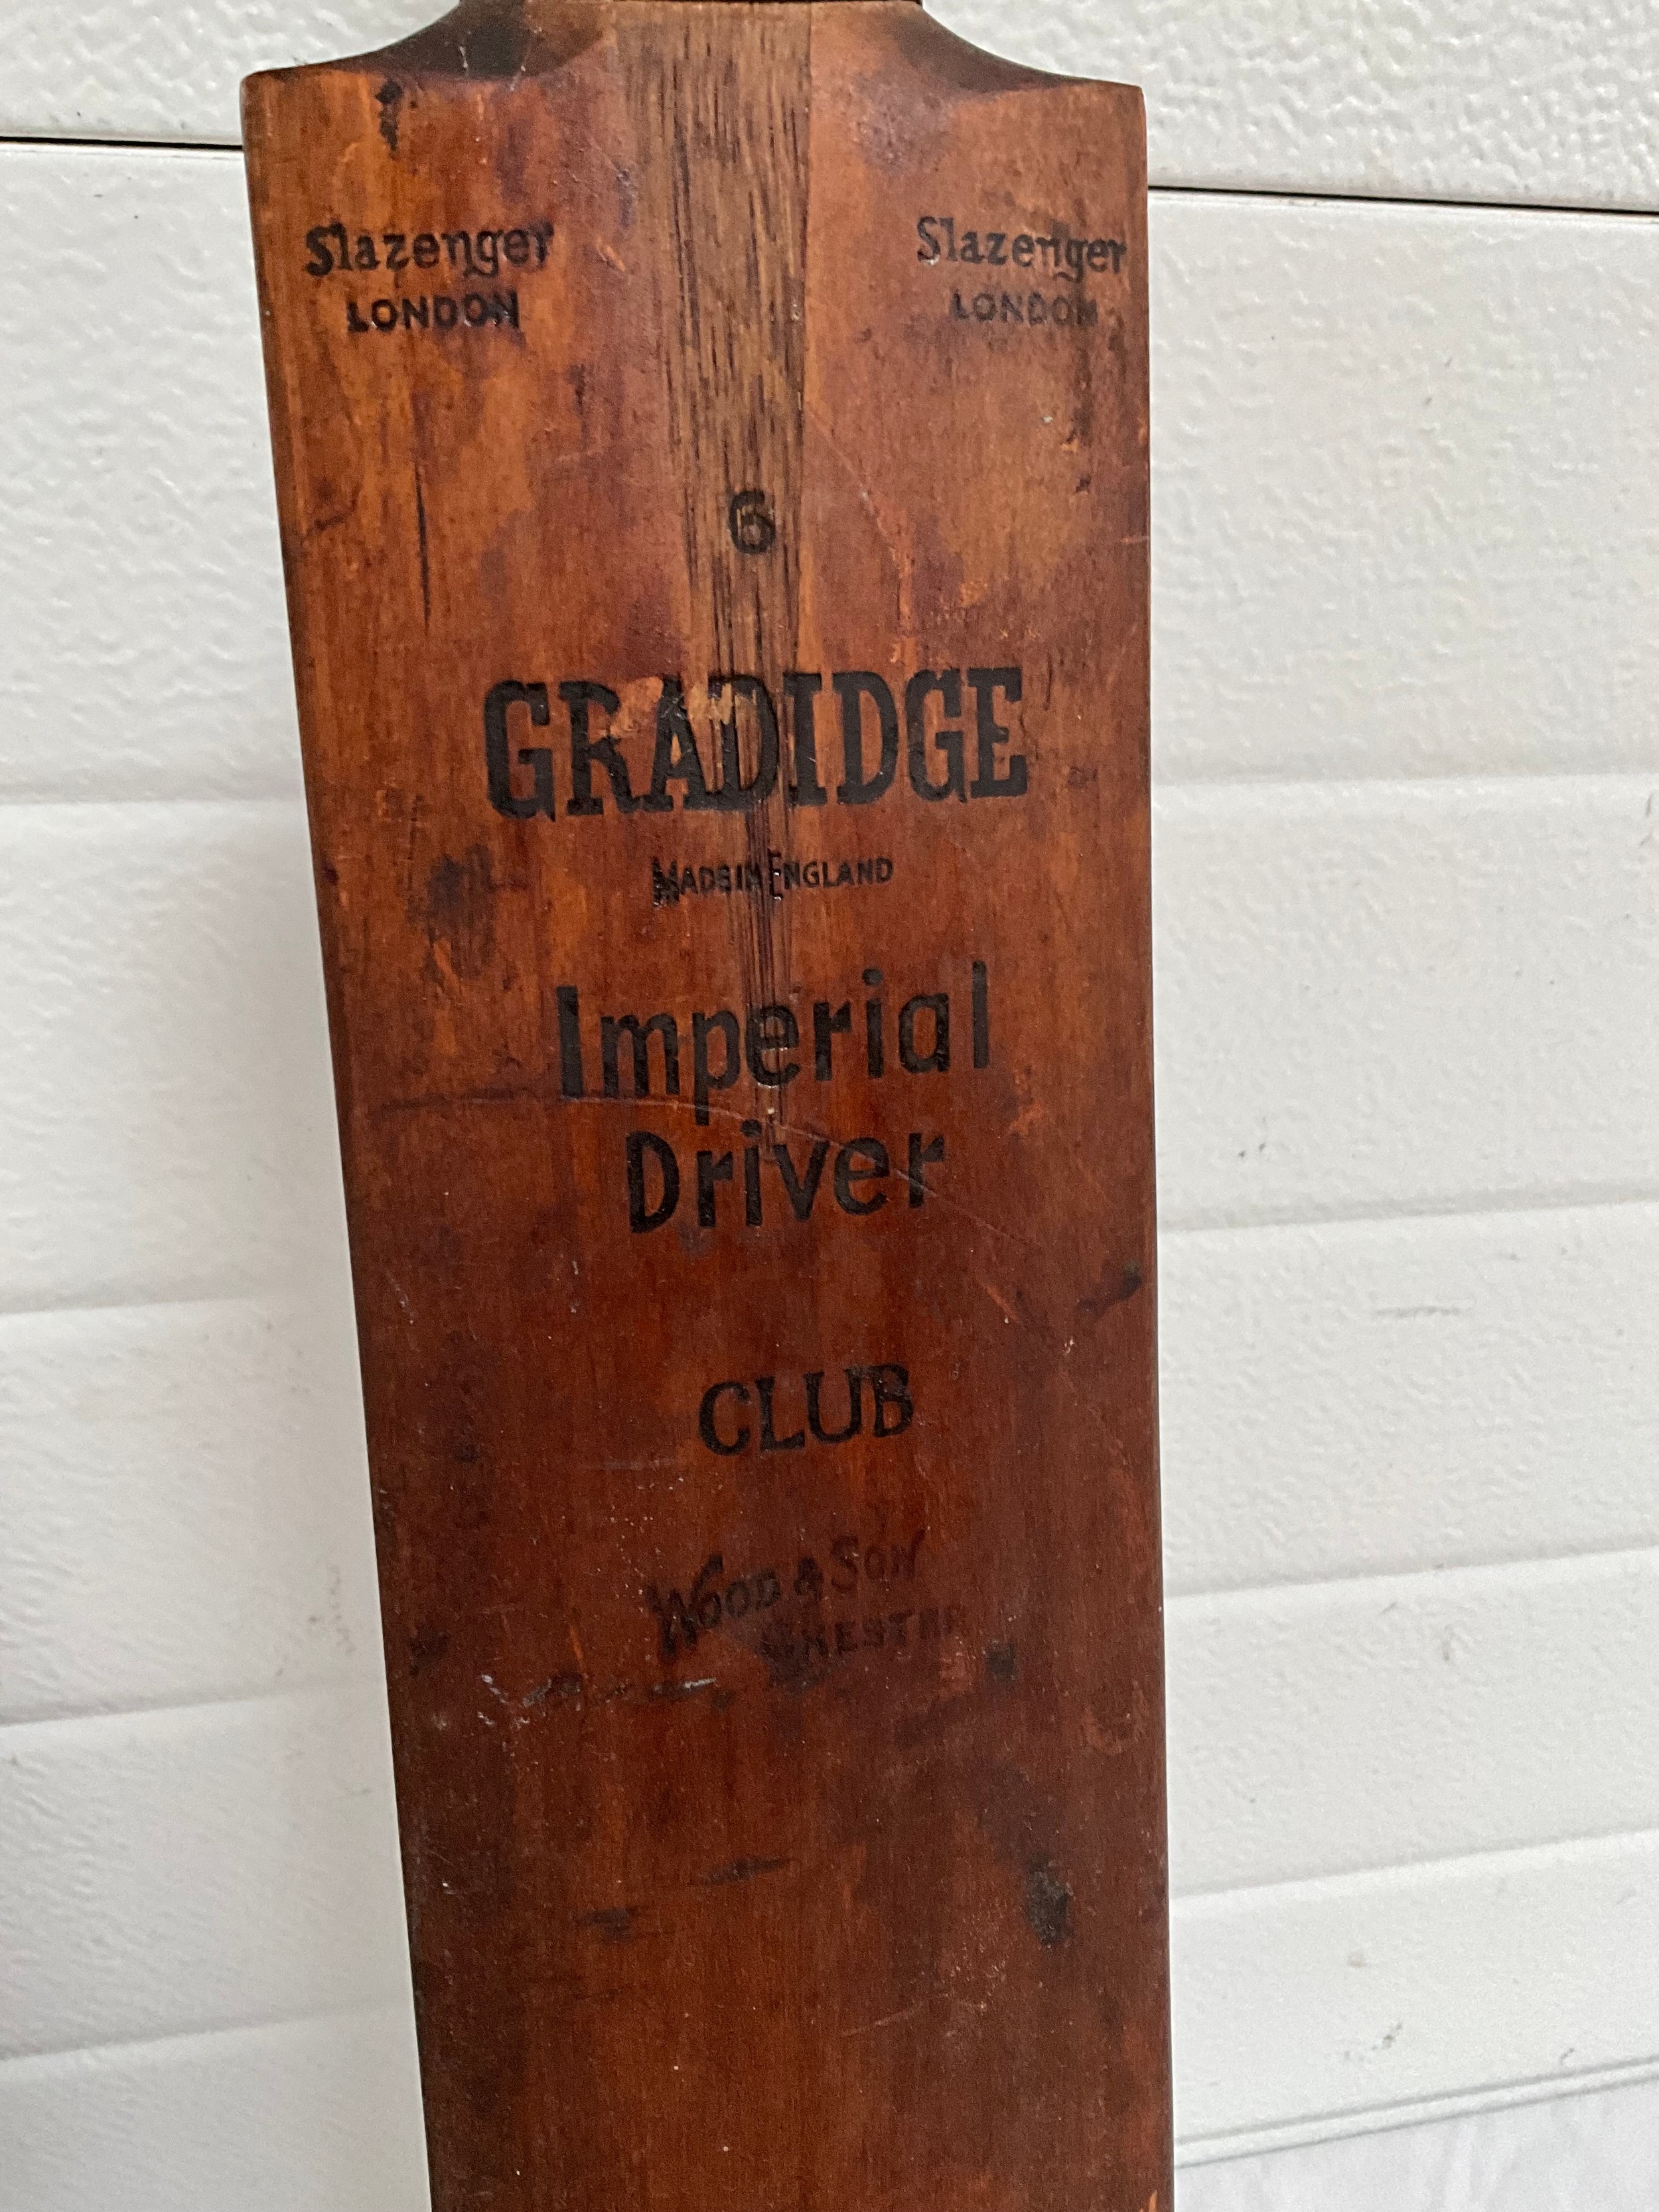 Slazenger
LONDON
Slazenger
LONDON
6
GRADIDGE
MADE IN ENGLAND
Imperial
Driver
CLUB
WOOD & SON
CHESTER